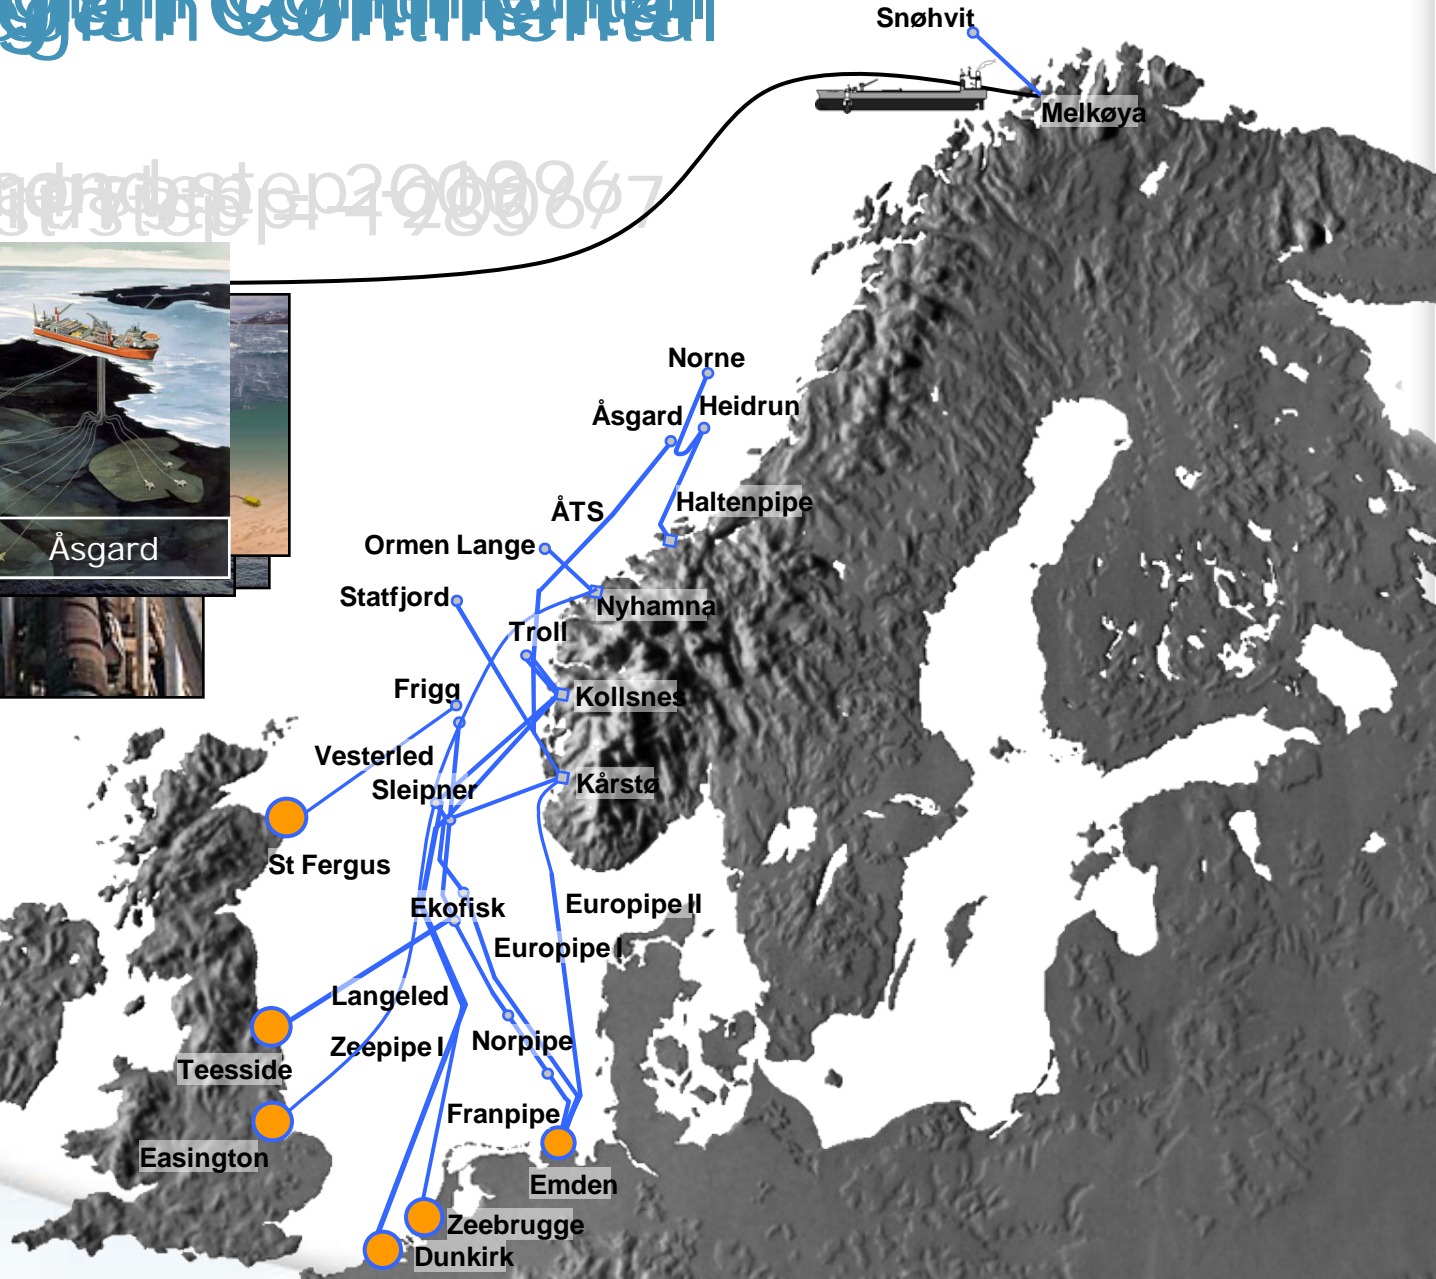 Snøhvit
Melkøya
Norne
Åsgard
Heidrun
Haltenpipe
ÅTS
Ormen Lange
Statfjord
Nyhamna
Troll
Åsgard
Frigg
Kollsnes
Vesterled
Sleipner
Kårstø
St Fergus
Ekofisk
Europipe II
Europipe I
Langeled
Zeepipe I
Norpipe
Teesside
Franpipe
Easington
Emden
Zeebrugge
Dunkirk